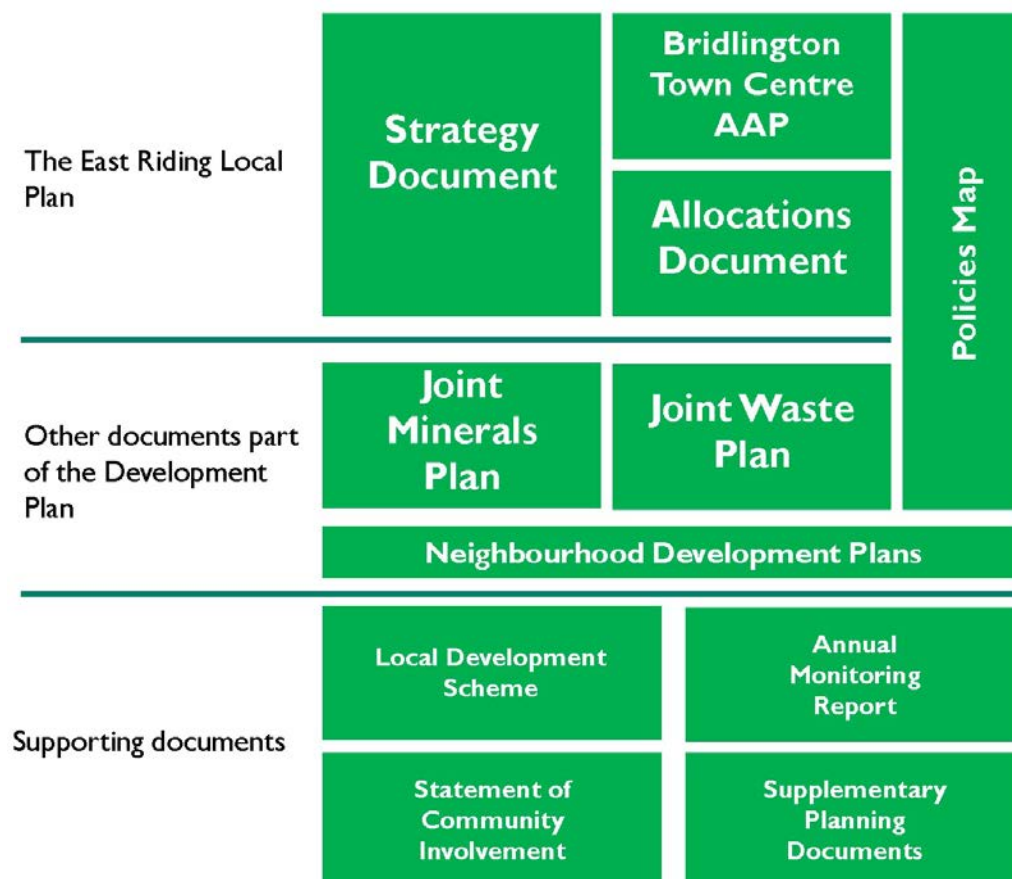 The East Riding Local
Plan
Strategy
Document
Bridlington
Town Centre
AAP
Allocations
Document
Policies Map
Other documents part
of the Development
Plan
Joint
Minerals
Plan
Joint Waste
Plan
Neighbourhood Development Plans
Supporting documents
Local Development
Scheme
Annual
Monitoring
Report
Statement of
Community
Involvement
Supplementary
Planning
Documents